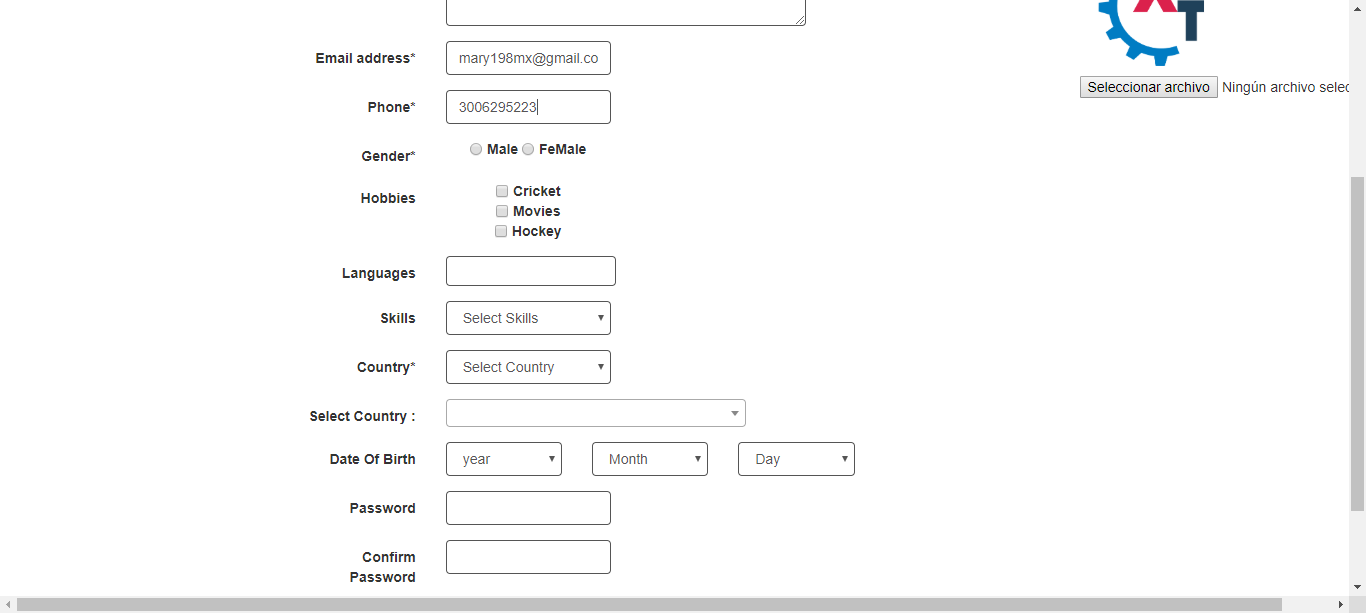 Email address* mary198mx@gmail.co
Seleccionar archivo Ningún archivo selec
Phone* 3006295223
Gender* Male FeMale
Hobbies Cricket
Movies
Hockey
Languages
Skills Select Skills
Country* Select Country
Select Country :
Date Of Birth year Month Day
Password
Confirm
Password